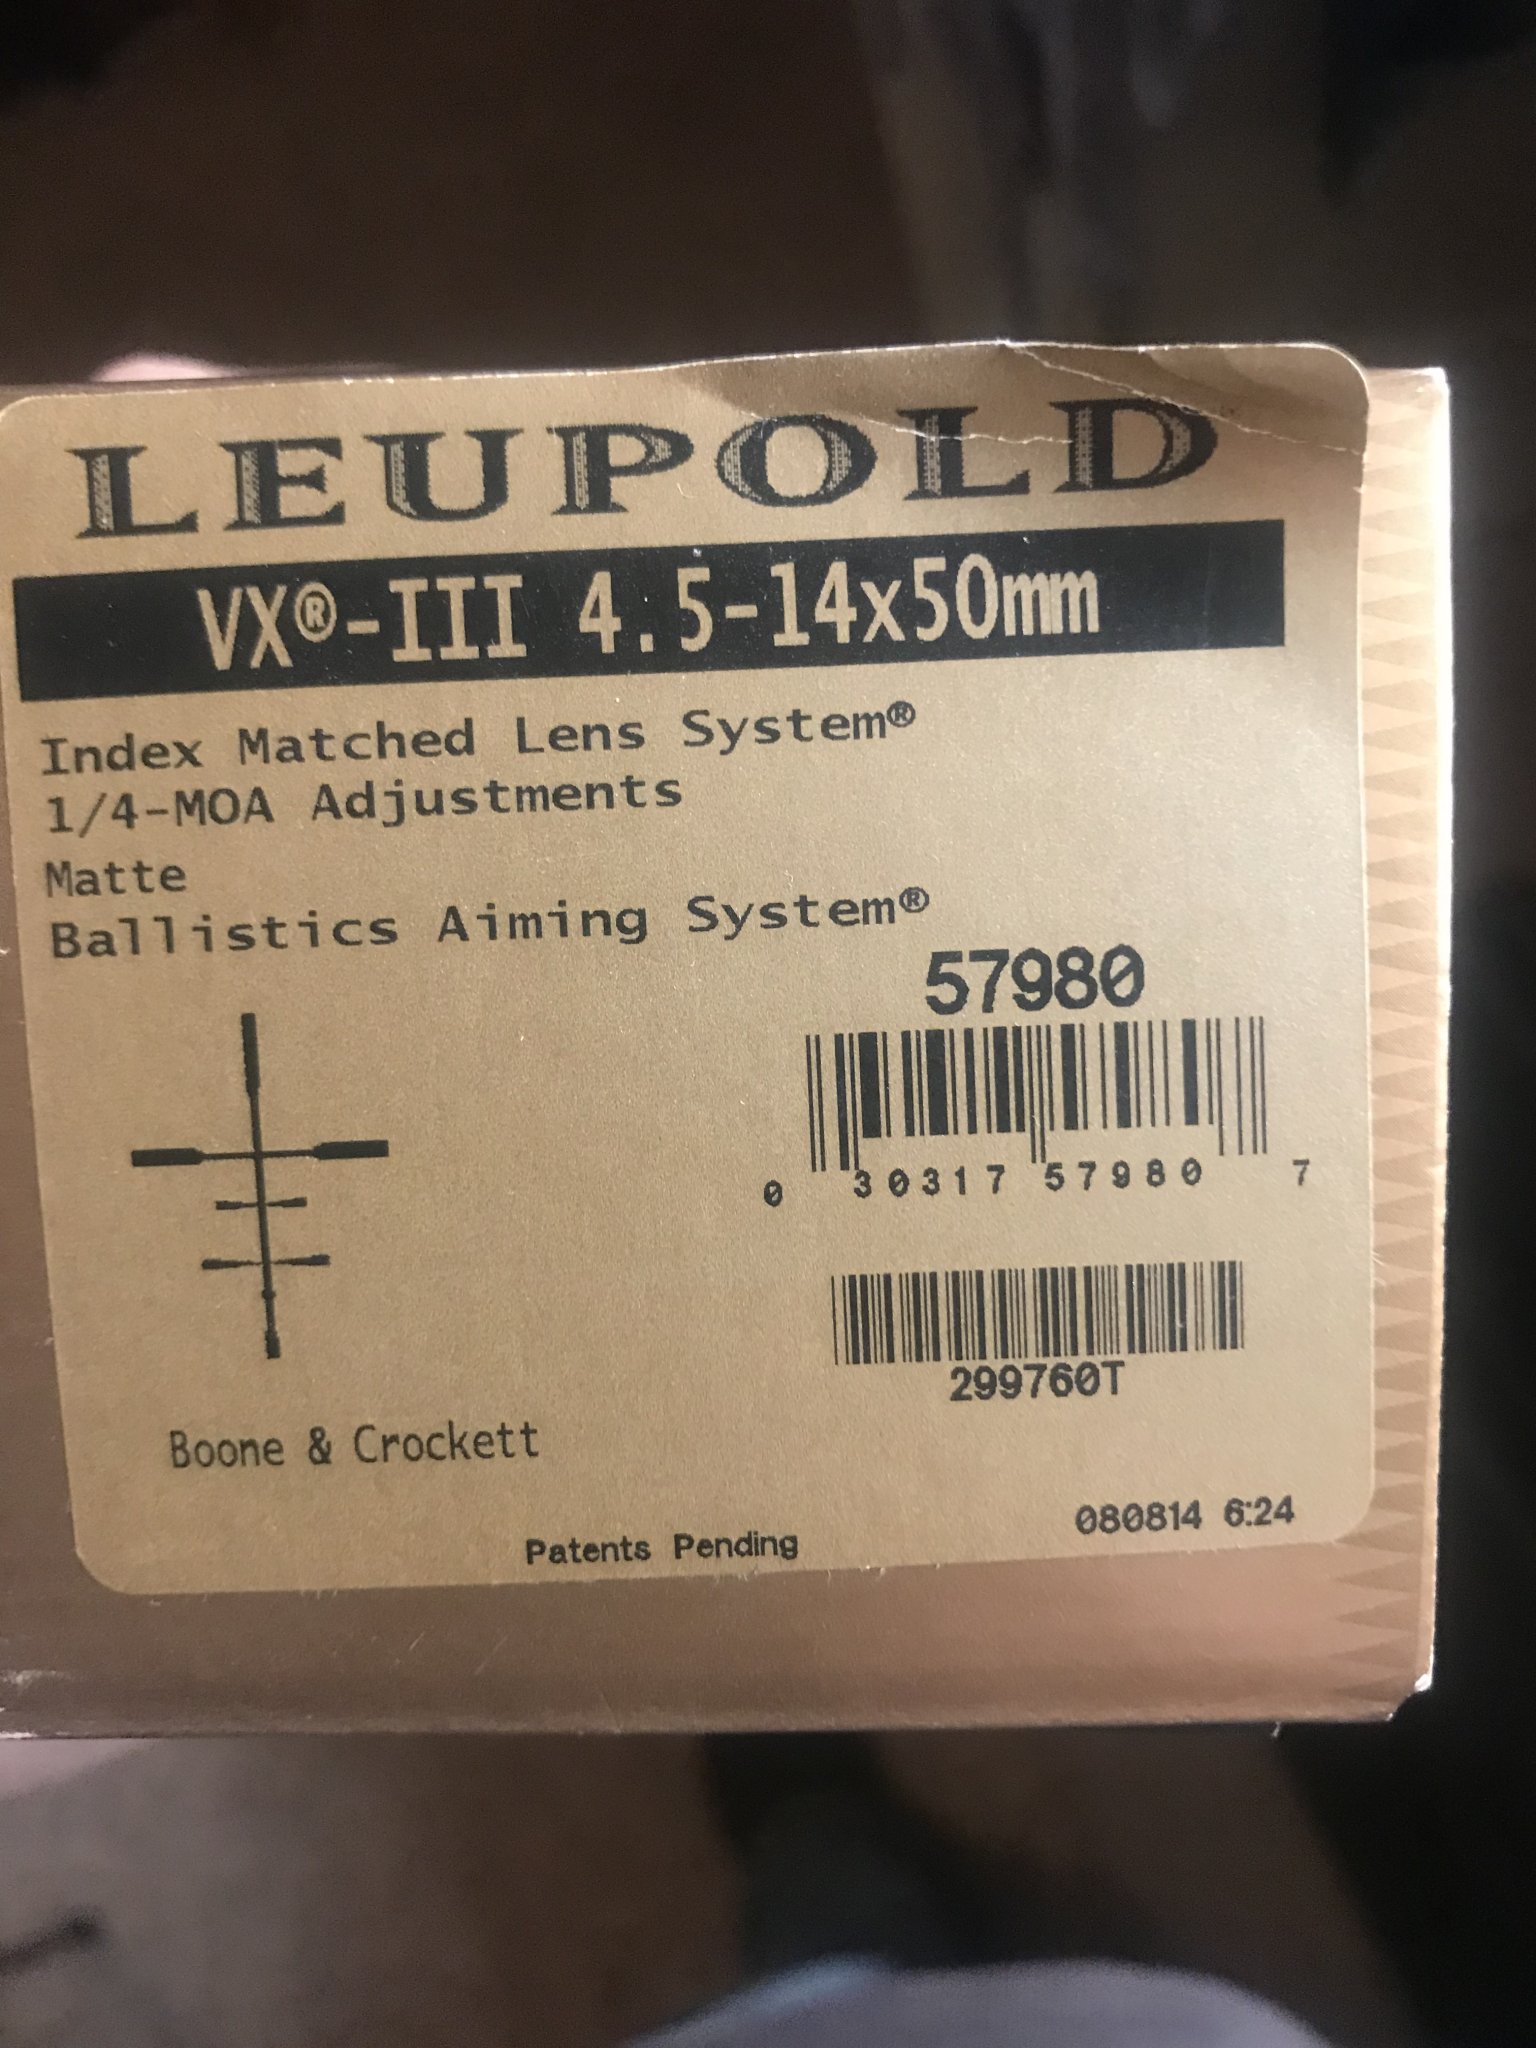 LEUPOLD
VX®-III 4.5-14x50mm
Index Matched Lens System®
1/4-MOA Adjustments
Matte
Ballistics Aiming System®
57980
0 30317 57980 7
299760T
Boone & Crockett
Patents Pending
080814 6:24